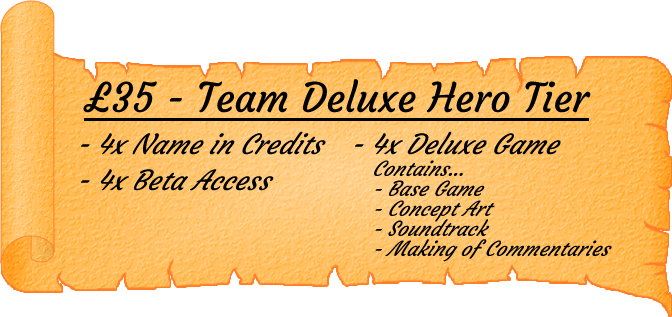 £35 - Team Deluxe Hero Tier
- 4x Name in Credits
- 4x Beta Access
- 4x Deluxe Game
Contains...
- Base Game
- Concept Art
- Soundtrack
- Making of Commentaries